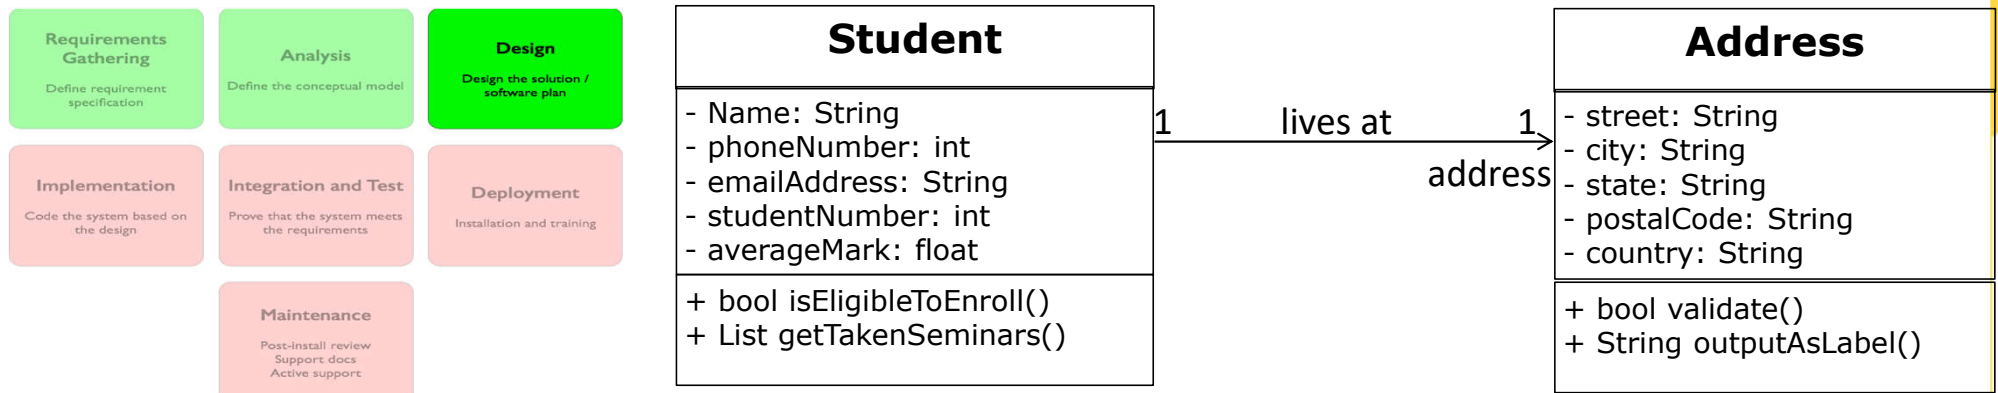 Requirements
Gathering
Define requirement
specification
Analysis
Define the conceptual model
Design
Design the solution /
software plan
Implementation
Code the system based on
the design
Integration and Test
Prove that the system meets
the requirements
Deployment
Installation and training
Maintenance
Post-install review
Support docs
Active support
Student
- Name: String
- phoneNumber: int
- emailAddress: String
- studentNumber: int
- averageMark: float
+ bool isEligibleToEnroll()
+ List getTakenSeminars()
1 lives at 1
address
Address
- street: String
- city: String
- state: String
- postalCode: String
- country: String
+ bool validate()
+ String outputAsLabel()